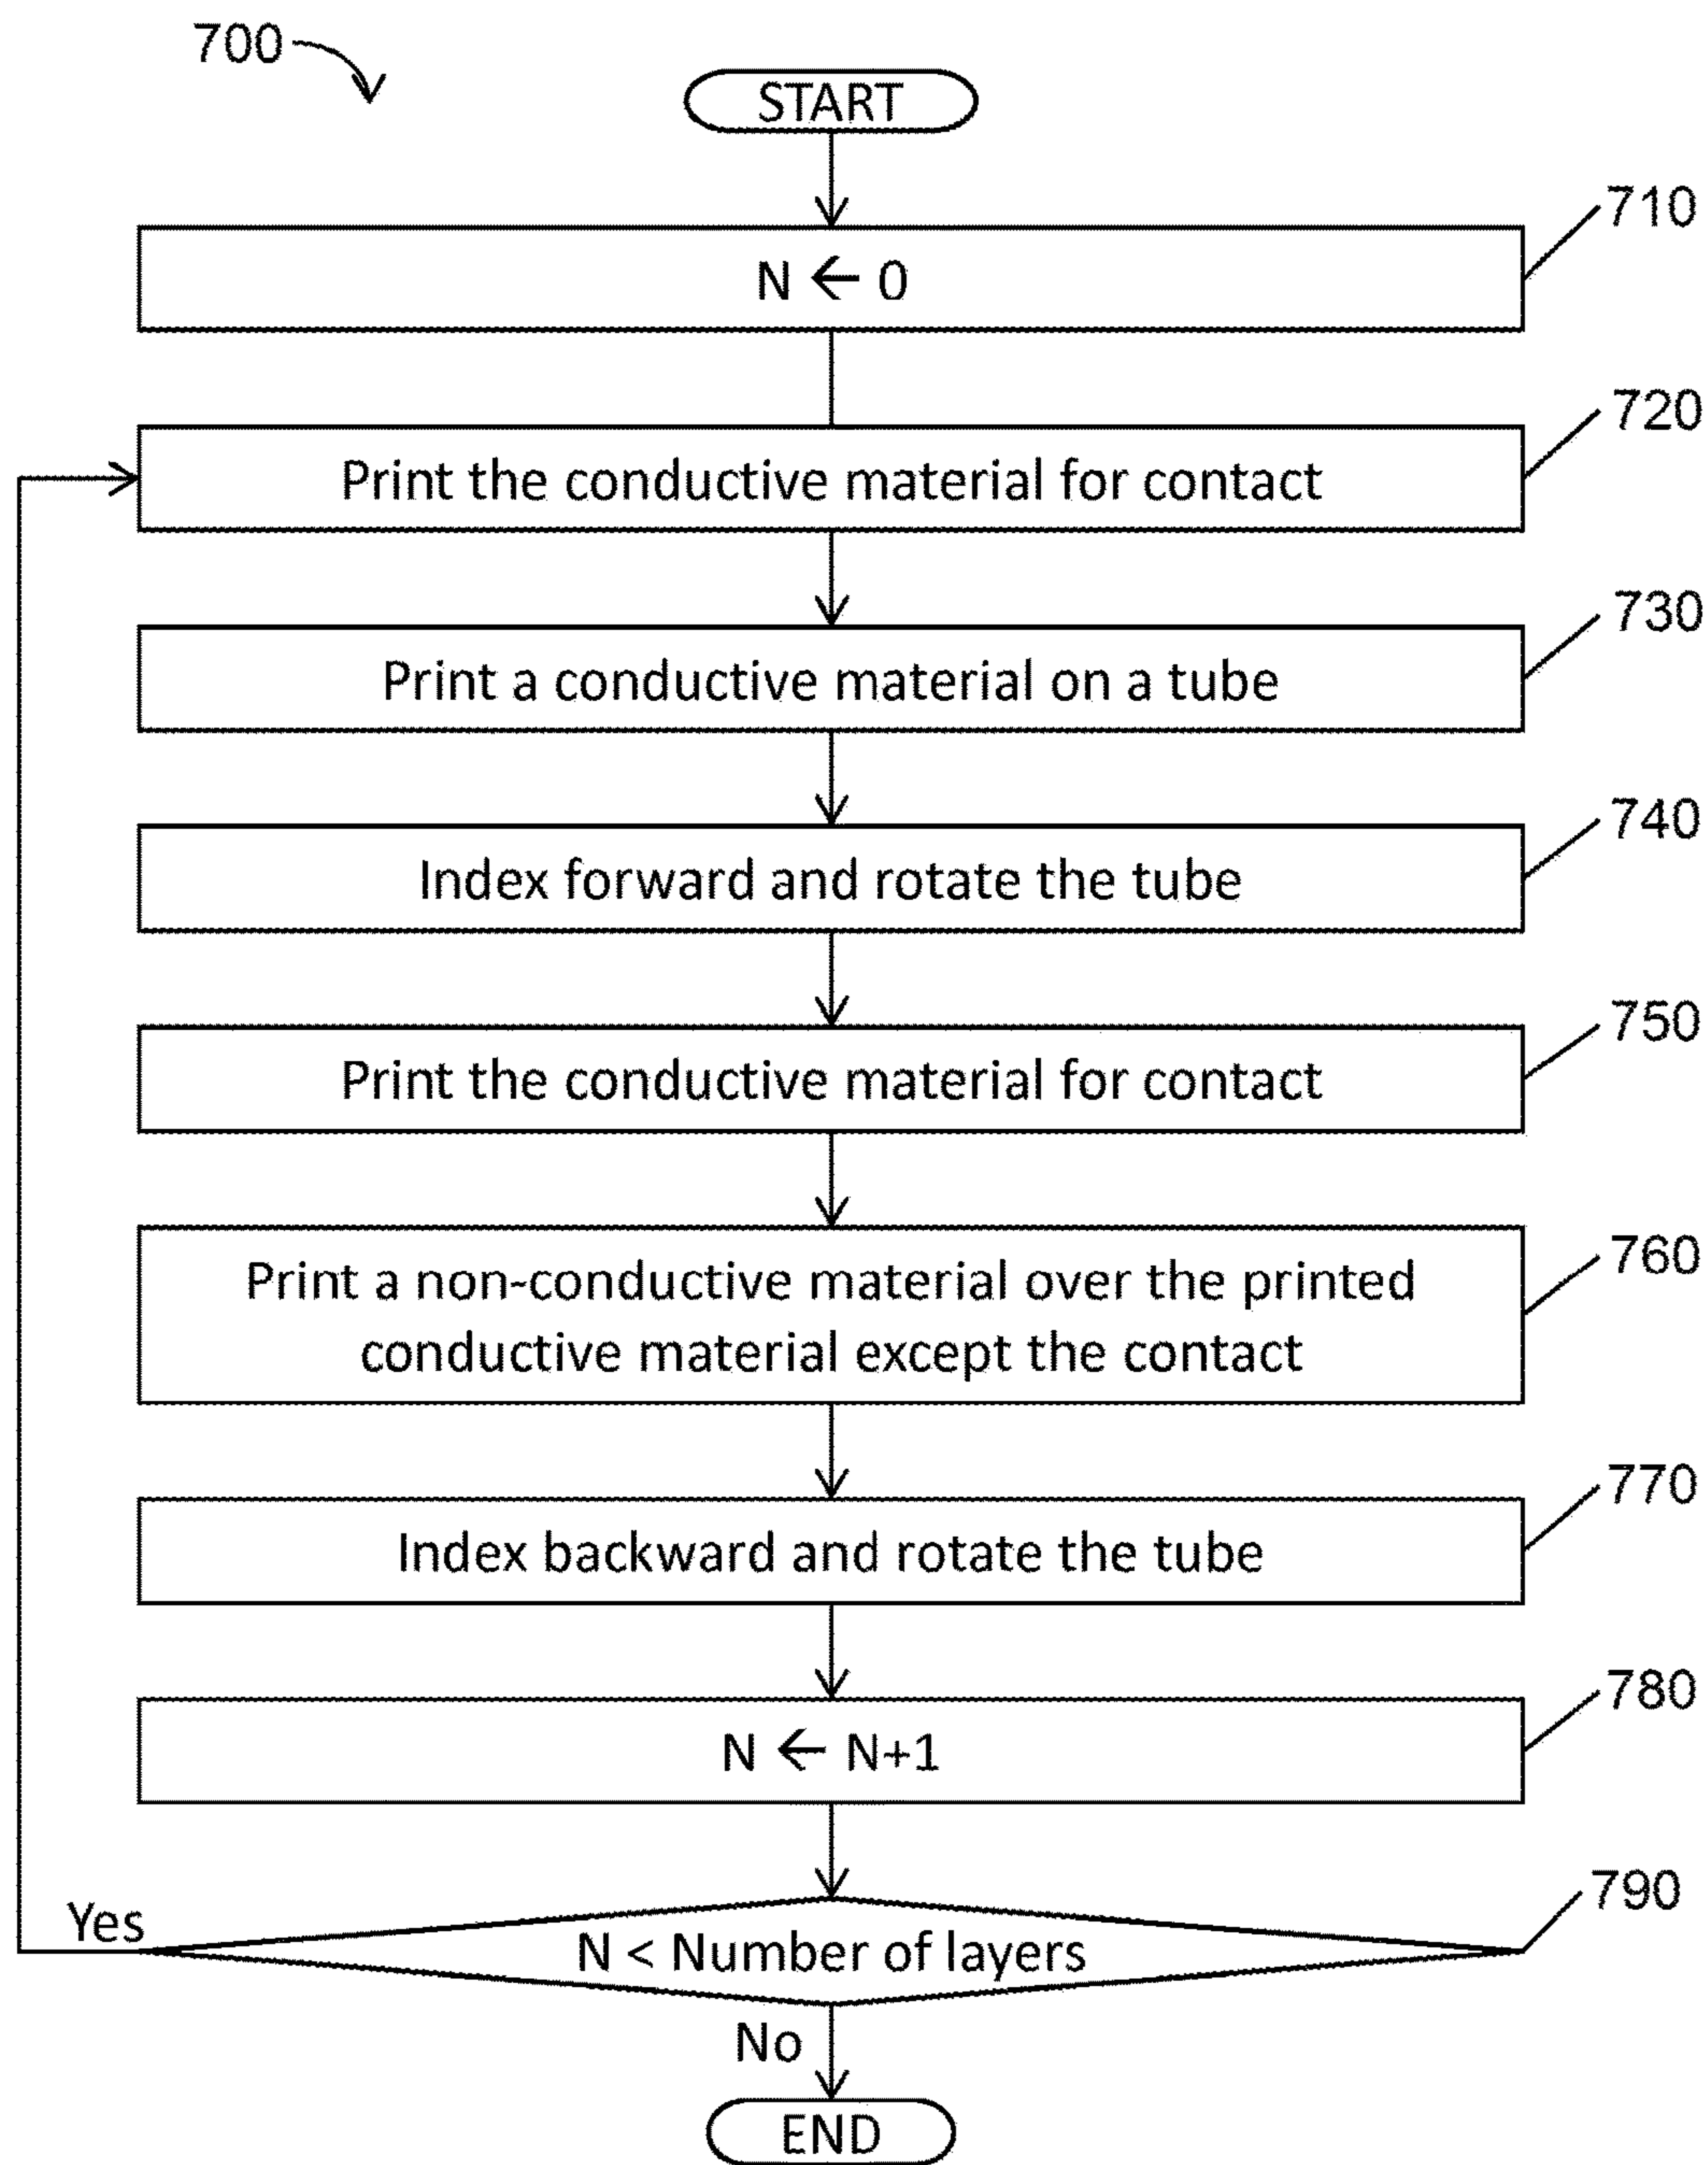 700
START
710
N ← 0
720
Print the conductive material for contact
730
Print a conductive material on a tube
740
Index forward and rotate the tube
750
Print the conductive material for contact
760
Print a non-conductive material over the printed
conductive material except the contact
770
Index backward and rotate the tube
780
N ← N+1
790
Yes
N < Number of layers
No
END